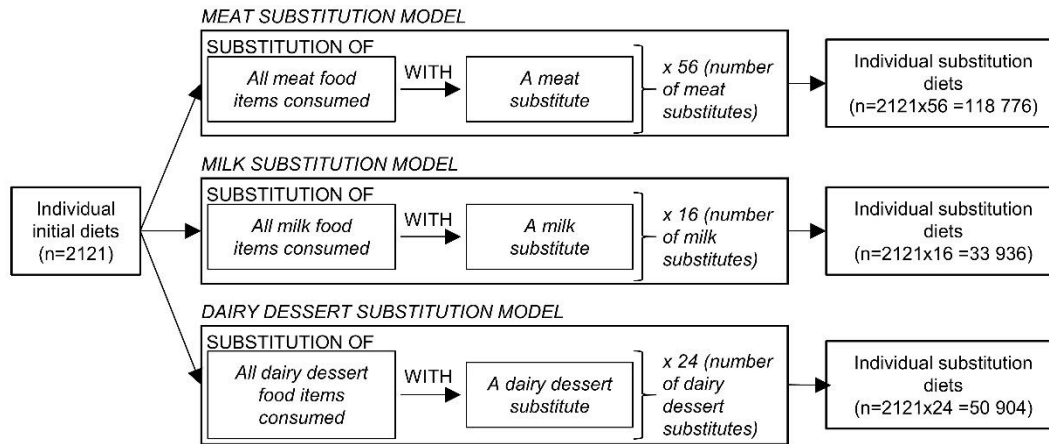 MEAT SUBSTITUTION MODEL
SUBSTITUTION OF
All meat food
items consumed
WITH
A meat
substitute
x 56 (number
of meat
substitutes)
Individual substitution
diets
(n=2121x56 =118 776)
Individual
initial diets
(n=2121)
MILK SUBSTITUTION MODEL
SUBSTITUTION OF
All milk food
items consumed
WITH
A milk
substitute
x 16 (number
of milk
substitutes)
Individual substitution
diets
(n=2121x16 =33 936)
DAIRY DESSERT SUBSTITUTION MODEL
SUBSTITUTION OF
All dairy dessert
food items
consumed
WITH
A dairy dessert
substitute
x 24 (number
of dairy
dessert
substitutes)
Individual substitution
diets
(n=2121x24 =50 904)